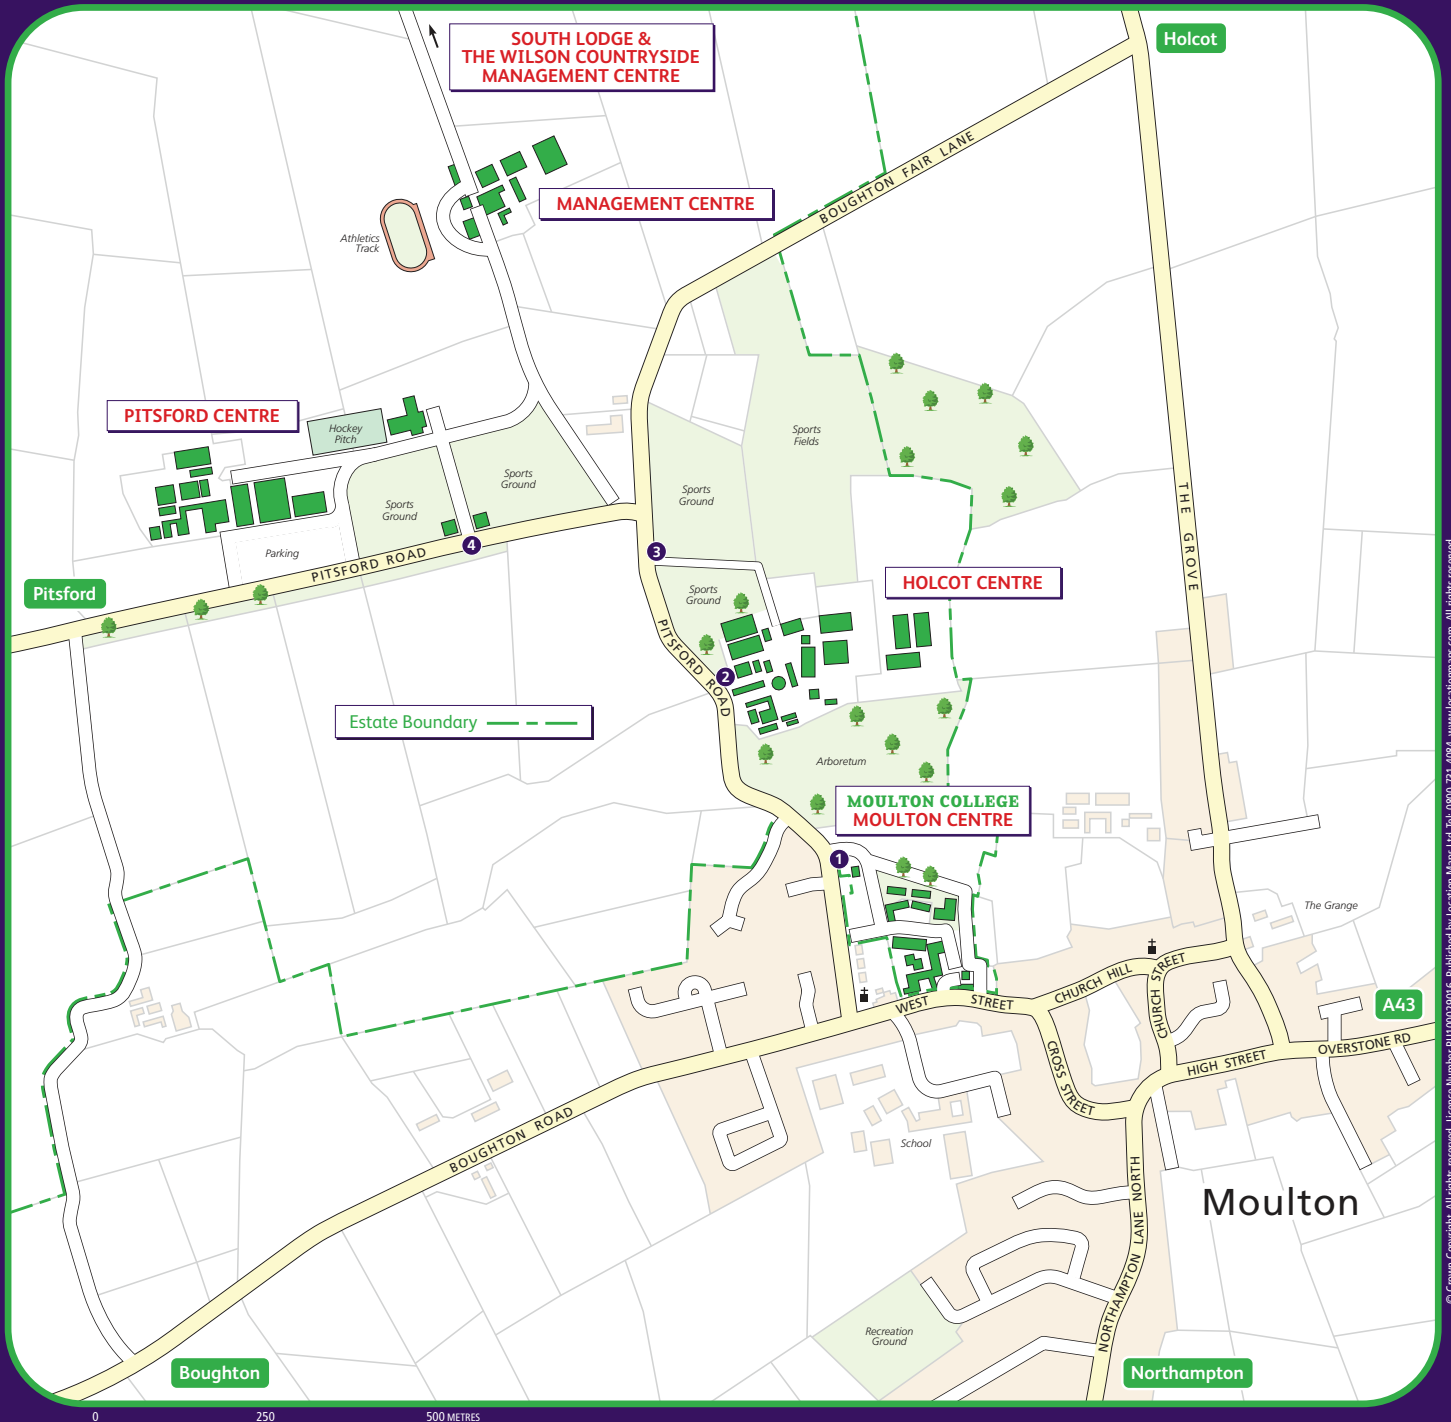 SOUTH LODGE &
THE WILSON COUNTRYSIDE
MANAGEMENT CENTRE
Holcot
BOUGHTON FAIR LANE
MANAGEMENT CENTRE
Athletics
Track
PITSFORD CENTRE
Hockey
Pitch
Sports
Fields
Sports
Ground
Sports
Ground
Sports
Ground
THE GROVE
Parking
4
3
PITSFORD ROAD
Pitsford
HOLCOT CENTRE
Sports
Ground
PITSFORD ROAD
2
Estate Boundary
Arboretum
MOULTON COLLEGE
MOULTON CENTRE
1
The Grange
CHURCH HILL
CHURCH STREET
WEST STREET
A43
OVERSTONE RD
HIGH STREET
CROSS STREET
BOUGHTON ROAD
School
NORTHAMPTON LANE NORTH
Moulton
Recreation
Ground
Boughton
Northampton
0 250 500 METRES